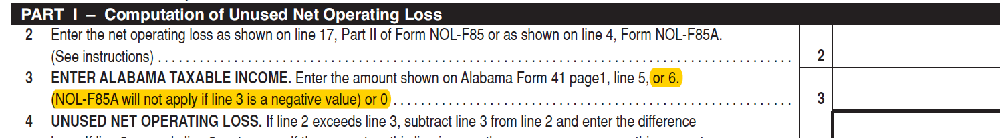 PART I – Computation of Unused Net Operating Loss
2 Enter the net operating loss as shown on line 17, Part II of Form NOL-F85 or as shown on line 4, Form NOL-F85A.
(See instructions) . . . . . . . . . . . . . . . . . . . . . . . . . . . . . . . . . . . . . . . . 2
3 ENTER ALABAMA TAXABLE INCOME. Enter the amount shown on Alabama Form 41 page1, line 5, or 6.
(NOL-F85A will not apply if line 3 is a negative value) or 0 . . . . . . . . . . . . . . . . . . . . 3
4 UNUSED NET OPERATING LOSS. If line 2 exceeds line 3, subtract line 3 from line 2 and enter the difference